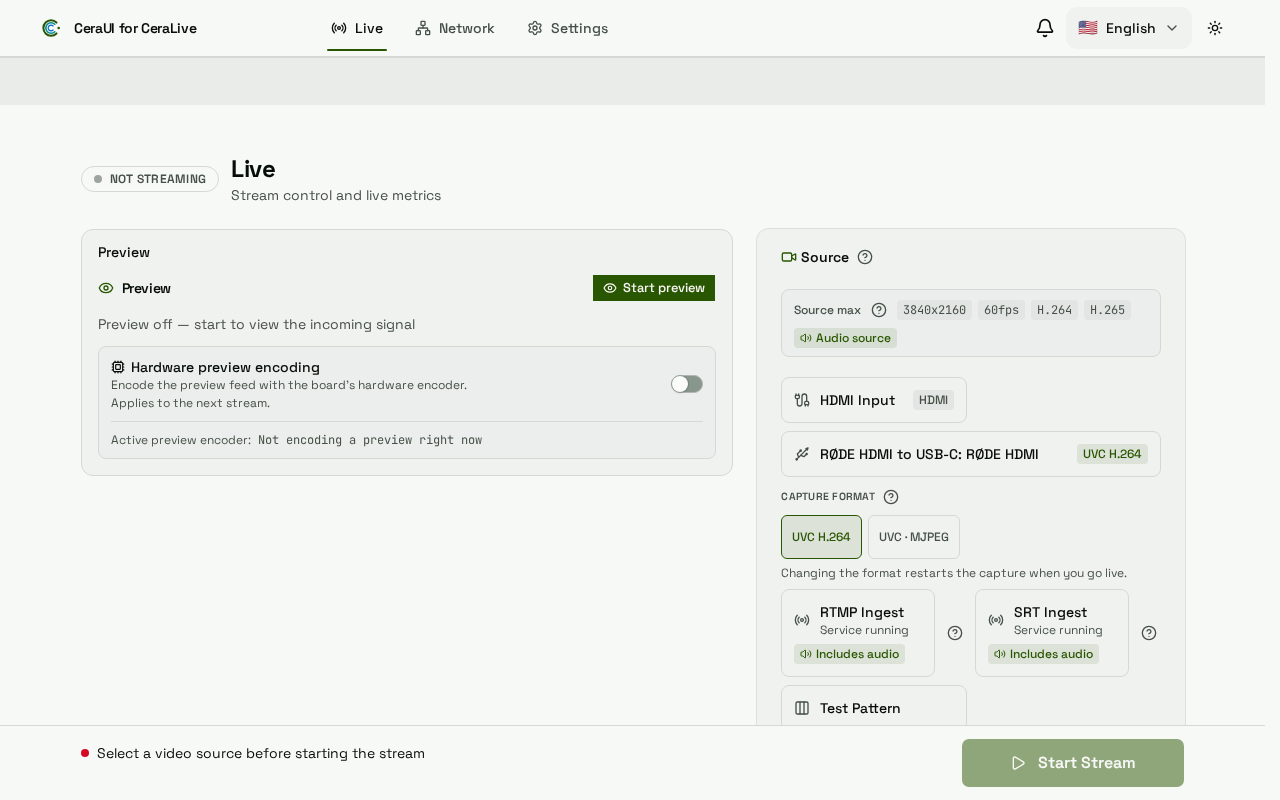 CeraUI for CeraLive
Live
Network
Settings
English
NOT STREAMING
Live
Stream control and live metrics
Preview
Preview
Start preview
Preview off — start to view the incoming signal
Hardware preview encoding
Encode the preview feed with the board's hardware encoder.
Applies to the next stream.
Active preview encoder: Not encoding a preview right now
Source
Source max 3840x2160 60fps H.264 H.265
Audio source
HDMI Input HDMI
RØDE HDMI to USB-C: RØDE HDMI UVC H.264
CAPTURE FORMAT
UVC H.264 UVC · MJPEG
Changing the format restarts the capture when you go live.
RTMP Ingest
Service running
Includes audio
SRT Ingest
Service running
Includes audio
Test Pattern
Select a video source before starting the stream
Start Stream